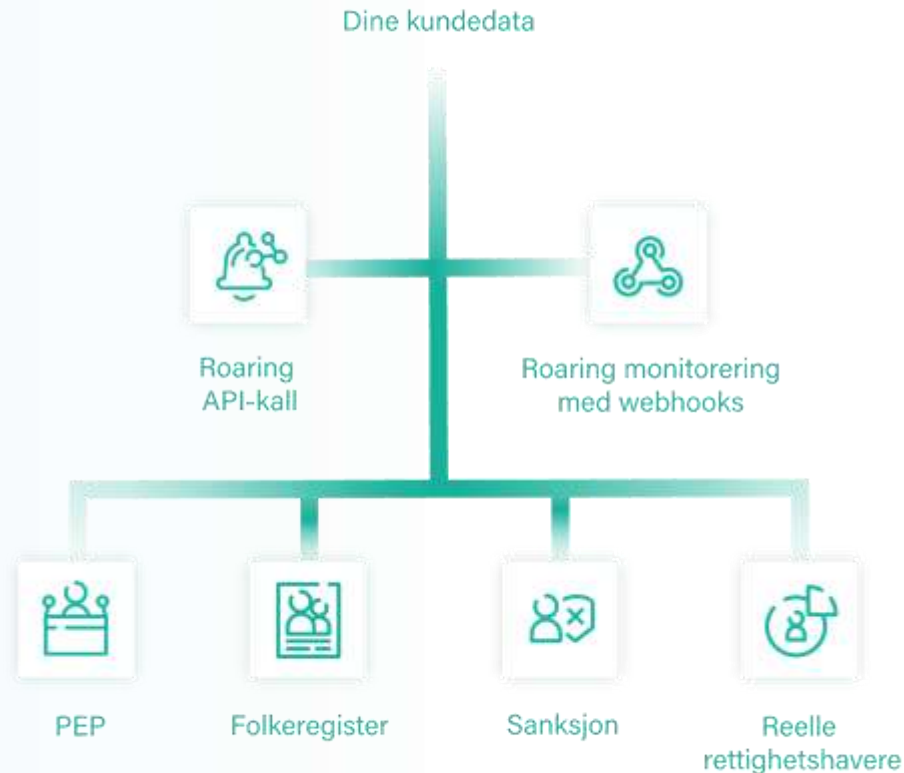 Dine kundedata
Roaring
API-kall
Roaring monitorering
med webhooks
PEP
Folkeregister
Sanksjon
Reelle
rettighetshavere